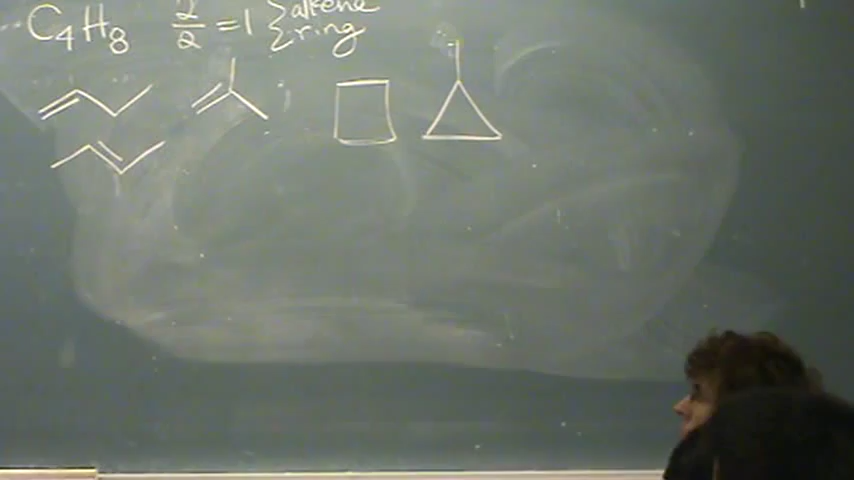 C₄H₈ 2/2 = 1 { alkene
{ ring